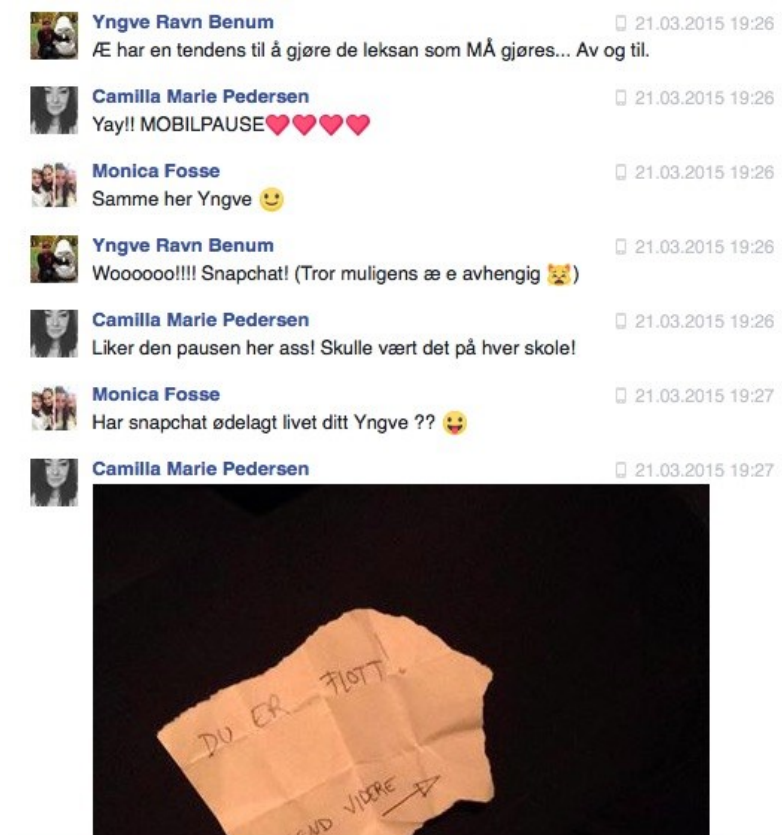 Yngve Ravn Benum 21.03.2015 19:26
Æ har en tendens til å gjøre de leksan som MÅ gjøres... Av og til.
Camilla Marie Pedersen 21.03.2015 19:26
Yay!! MOBILPAUSE❤❤❤❤
Monica Fosse 21.03.2015 19:26
Samme her Yngve 🙂
Yngve Ravn Benum 21.03.2015 19:26
Woooooo!!!! Snapchat! (Tror muligens æ e avhengig 😹)
Camilla Marie Pedersen 21.03.2015 19:26
Liker den pausen her ass! Skulle vært det på hver skole!
Monica Fosse 21.03.2015 19:27
Har snapchat ødelagt livet ditt Yngve ?? 😛
Camilla Marie Pedersen 21.03.2015 19:27
DU ER FLOTT!
VIDERE →